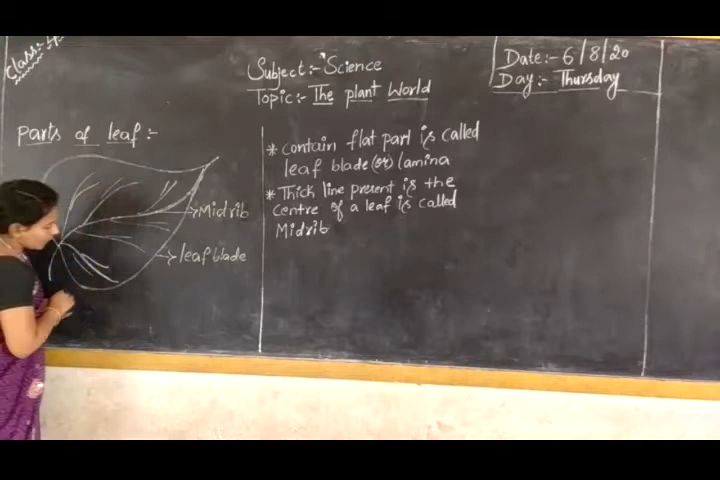 Class:- 4
Subject:- Science
Topic:- The plant World
Date:- 6/8/20
Day:- Thursday
Parts of leaf:-
Midrib
leaf blade
* contain flat part is called
leaf blade (or) lamina
* Thick line present is the
centre of a leaf is called
Midrib